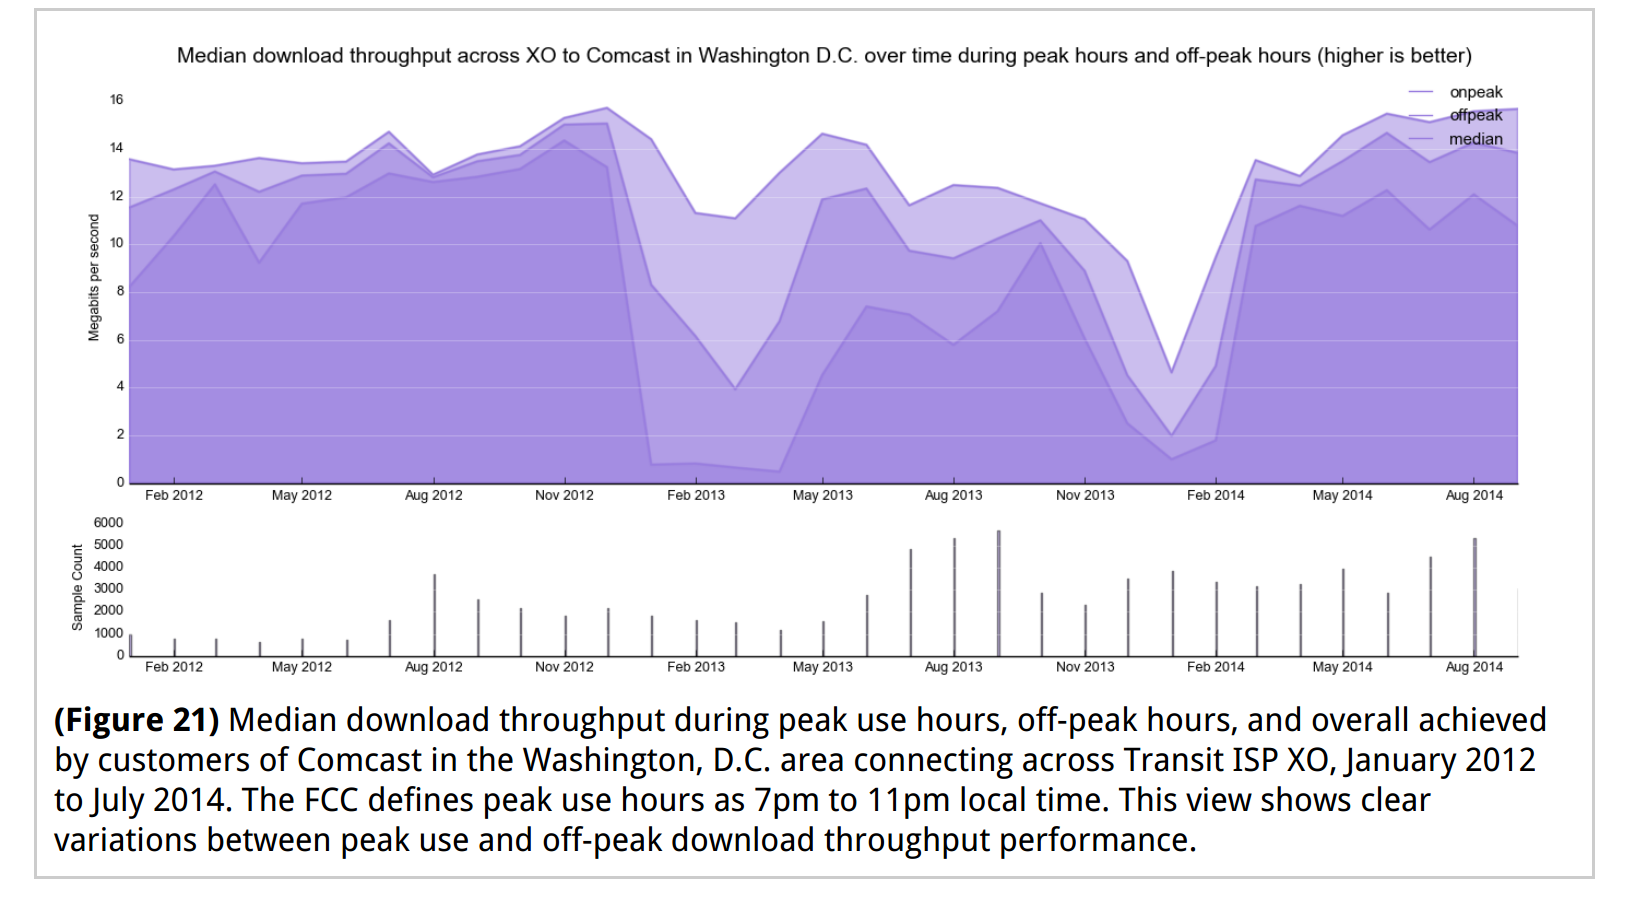 Median download throughput across XO to Comcast in Washington D.C. over time during peak hours and off-peak hours (higher is better)
onpeak
offpeak
median
Megabits per second
16
14
12
10
8
6
4
2
0
Feb 2012 May 2012 Aug 2012 Nov 2012 Feb 2013 May 2013 Aug 2013 Nov 2013 Feb 2014 May 2014 Aug 2014
Sample Count
6000
5000
4000
3000
2000
1000
0
Feb 2012 May 2012 Aug 2012 Nov 2012 Feb 2013 May 2013 Aug 2013 Nov 2013 Feb 2014 May 2014 Aug 2014
(Figure 21) Median download throughput during peak use hours, off-peak hours, and overall achieved
by customers of Comcast in the Washington, D.C. area connecting across Transit ISP XO, January 2012
to July 2014. The FCC defines peak use hours as 7pm to 11pm local time. This view shows clear
variations between peak use and off-peak download throughput performance.